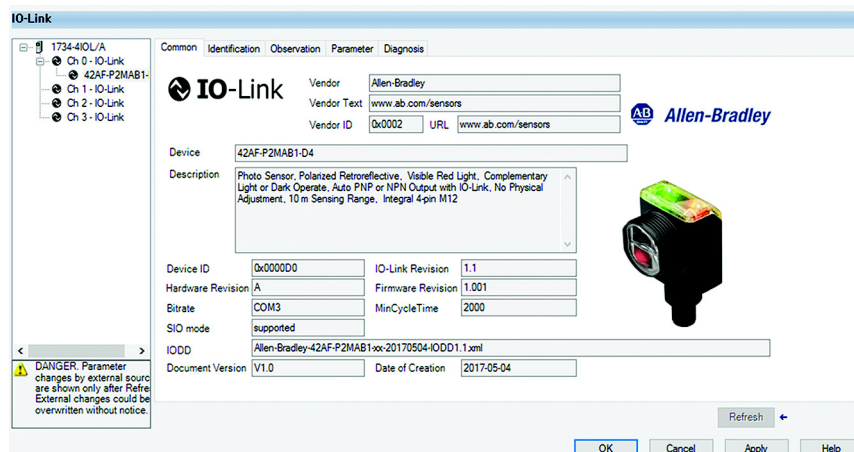 IO-Link
1734-4IOL/A
Ch 0 - IO-Link
42AF-P2MAB1-
Ch 1 - IO-Link
Ch 2 - IO-Link
Ch 3 - IO-Link
DANGER. Parameter
changes by external sourc
are shown only after Refre
External changes could be
overwritten without notice.
Common Identification Observation Parameter Diagnosis
IO-Link
Vendor Allen-Bradley
Vendor Text www.ab.com/sensors
Vendor ID 0x0002 URL www.ab.com/sensors
AB Allen-Bradley
Device 42AF-P2MAB1-D4
Description Photo Sensor, Polarized Retroreflective, Visible Red Light, Complementary
Light or Dark Operate, Auto PNP or NPN Output with IO-Link, No Physical
Adjustment, 10 m Sensing Range, Integral 4-pin M12
Device ID 0x0000D0 IO-Link Revision 1.1
Hardware Revision A Firmware Revision 1.001
Bitrate COM3 MinCycleTime 2000
SIO mode supported
IODD Allen-Bradley-42AF-P2MAB1-xx-20170504-IODD1.1.xml
Document Version V1.0 Date of Creation 2017-05-04
Refresh
OK Cancel Apply Help